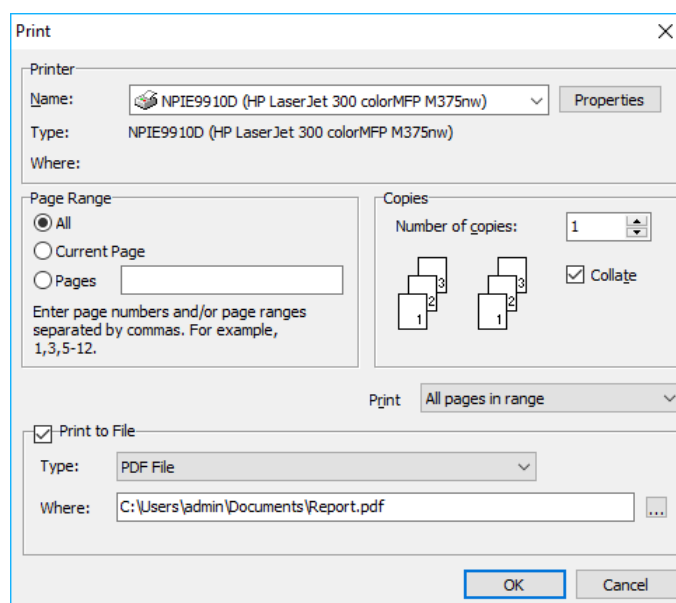 Print
Printer
Name: NPIE9910D (HP LaserJet 300 colorMFP M375nw) Properties
Type: NPIE9910D (HP LaserJet 300 colorMFP M375nw)
Where:
Page Range
All
Current Page
Pages
Enter page numbers and/or page ranges
separated by commas. For example,
1,3,5-12.
Copies
Number of copies: 1
1 2 3 1 2 3
Collate
Print All pages in range
Print to File
Type: PDF File
Where: C:\Users\admin\Documents\Report.pdf ...
OK Cancel